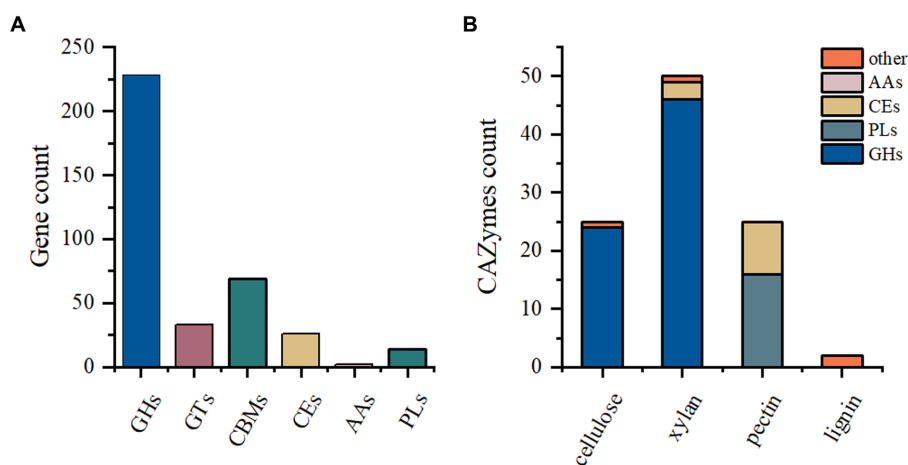 A
250
200
150
100
50
0
Gene count
GHs
GTs
CBMs
CEs
AAs
PLs
B
50
40
30
20
10
0
CAZymes count
other
AAs
CEs
PLs
GHs
cellulose
xylan
pectin
lignin